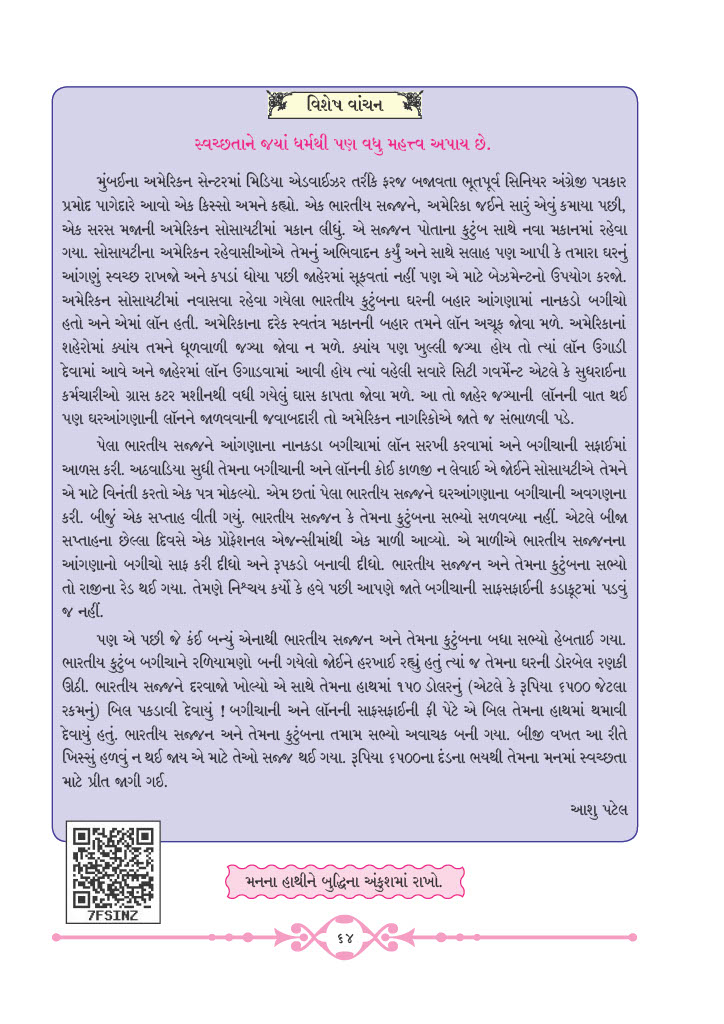 વિશેષ વાંચન
સ્વચ્છતાને જયાં ધર્મથી પણ વધુ મહત્ત્વ અપાય છે.
મુંબઈના અમેરિકન સેન્ટરમાં મિડિયા એડવાઈઝર તરીકે ફરજ બજાવતા ભૂતપૂર્વ સિનિયર અંગ્રેજી પત્રકાર
પ્રમોદ પાગેદારે આવો એક કિસ્સો અમને કહ્યો. એક ભારતીય સજ્જને, અમેરિકા જઈને સારું એવું કમાયા પછી,
એક સરસ મજાની અમેરિકન સોસાયટીમાં મકાન લીધું. એ સજ્જન પોતાના કુટુંબ સાથે નવા મકાનમાં રહેવા
ગયા. સોસાયટીના અમેરિકન રહેવાસીઓએ તેમનું અભિવાદન કર્યું અને સાથે સલાહ પણ આપી કે તમારા ઘરનું
આંગણું સ્વચ્છ રાખજો અને કપડાં ધોયા પછી જાહેરમાં સૂકવતાં નહીં પણ એ માટે બેઝમેન્ટનો ઉપયોગ કરજો.
અમેરિકન સોસાયટીમાં નવાસવા રહેવા ગયેલા ભારતીય કુટુંબના ઘરની બહાર આંગણામાં નાનકડો બગીચો
હતો અને એમાં લૉન હતી. અમેરિકાના દરેક સ્વતંત્ર મકાનની બહાર તમને લૉન અચૂક જોવા મળે. અમેરિકાનાં
શહેરોમાં ક્યાંય તમને ધૂળવાળી જગ્યા જોવા ન મળે. ક્યાંય પણ ખુલ્લી જગ્યા હોય તો ત્યાં લૉન ઉગાડી
દેવામાં આવે અને જાહેરમાં લૉન ઉગાડવામાં આવી હોય ત્યાં વહેલી સવારે સિટી ગવર્મેન્ટ એટલે કે સુધરાઈના
કર્મચારીઓ ગ્રાસ કટર મશીનથી વધી ગયેલું ઘાસ કાપતા જોવા મળે. આ તો જાહેર જગ્યાની લૉનની વાત થઈ
પણ ઘરઆંગણાની લૉનને જાળવવાની જવાબદારી તો અમેરિકન નાગરિકોએ જાતે જ સંભાળવી પડે.
પેલા ભારતીય સજ્જને આંગણાના નાનકડા બગીચામાં લૉન સરખી કરવામાં અને બગીચાની સફાઈમાં
આળસ કરી. અઠવાડિયા સુધી તેમના બગીચાની અને લૉનની કોઈ કાળજી ન લેવાઈ એ જોઈને સોસાયટીએ તેમને
એ માટે વિનંતી કરતો એક પત્ર મોકલ્યો. એમ છતાં પેલા ભારતીય સજ્જને ઘરઆંગણાના બગીચાની અવગણના
કરી. બીજું એક સપ્તાહ વીતી ગયું. ભારતીય સજ્જન કે તેમના કુટુંબના સભ્યો સળવળ્યા નહીં. એટલે બીજા
સપ્તાહના છેલ્લા દિવસે એક પ્રોફેશનલ એજન્સીમાંથી એક માળી આવ્યો. એ માળીએ ભારતીય સજ્જનના
આંગણાનો બગીચો સાફ કરી દીધો અને રૂપકડો બનાવી દીધો. ભારતીય સજ્જન અને તેમના કુટુંબના સભ્યો
તો રાજીના રેડ થઈ ગયા. તેમણે નિશ્ચય કર્યો કે હવે પછી આપણે જાતે બગીચાની સાફસફાઈની કડાકૂટમાં પડવું
જ નહીં.
પણ એ પછી જે કંઈ બન્યું એનાથી ભારતીય સજ્જન અને તેમના કુટુંબના બધા સભ્યો હેબતાઈ ગયા.
ભારતીય કુટુંબ બગીચાને રળિયામણો બની ગયેલો જોઈને હરખાઈ રહ્યું હતું ત્યાં જ તેમના ઘરની ડોરબેલ રણકી
ઊઠી. ભારતીય સજ્જને દરવાજો ખોલ્યો એ સાથે તેમના હાથમાં ૧૫૦ ડોલરનું (એટલે કે રૂપિયા ૬૫૦૦ જેટલા
રકમનું) બિલ પકડાવી દેવાયું ! બગીચાની અને લૉનની સાફસફાઈની ફી પેટે એ બિલ તેમના હાથમાં થમાવી
દેવાયું હતું. ભારતીય સજ્જન અને તેમના કુટુંબના તમામ સભ્યો અવાચક બની ગયા. બીજી વખત આ રીતે
ખિસ્સું હળવું ન થઈ જાય એ માટે તેઓ સજ્જ થઈ ગયા. રૂપિયા ૬૫૦૦ના દંડના ભયથી તેમના મનમાં સ્વચ્છતા
માટે પ્રીત જાગી ગઈ.
આશુ પટેલ
7FSINZ
મનના હાથીને બુદ્ધિના અંકુશમાં રાખો.
૬૪